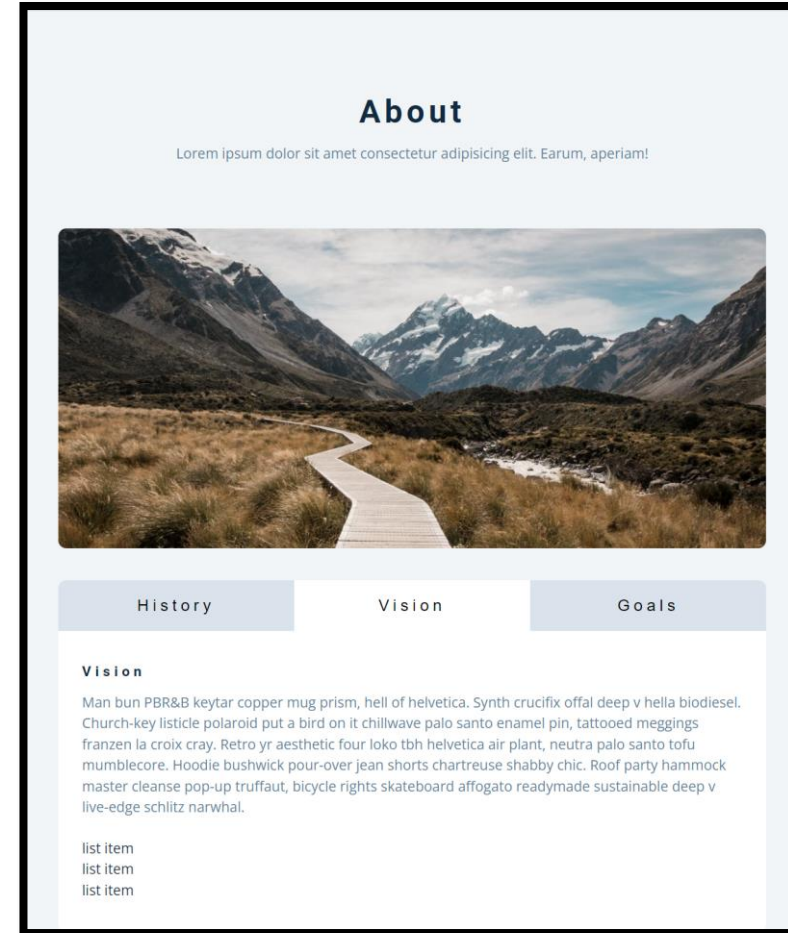 About
Lorem ipsum dolor sit amet consectetur adipisicing elit. Earum, aperiam!
History
Vision
Goals
Vision
Man bun PBR&B keytar copper mug prism, hell of helvetica. Synth crucifix offal deep v hella biodiesel.
Church-key listicle polaroid put a bird on it chillwave palo santo enamel pin, tattooed meggings
franzen la croix cray. Retro yr aesthetic four loko tbh helvetica air plant, neutra palo santo tofu
mumblecore. Hoodie bushwick pour-over jean shorts chartreuse shabby chic. Roof party hammock
master cleanse pop-up truffaut, bicycle rights skateboard affogato readymade sustainable deep v
live-edge schlitz narwhal.
list item
list item
list item